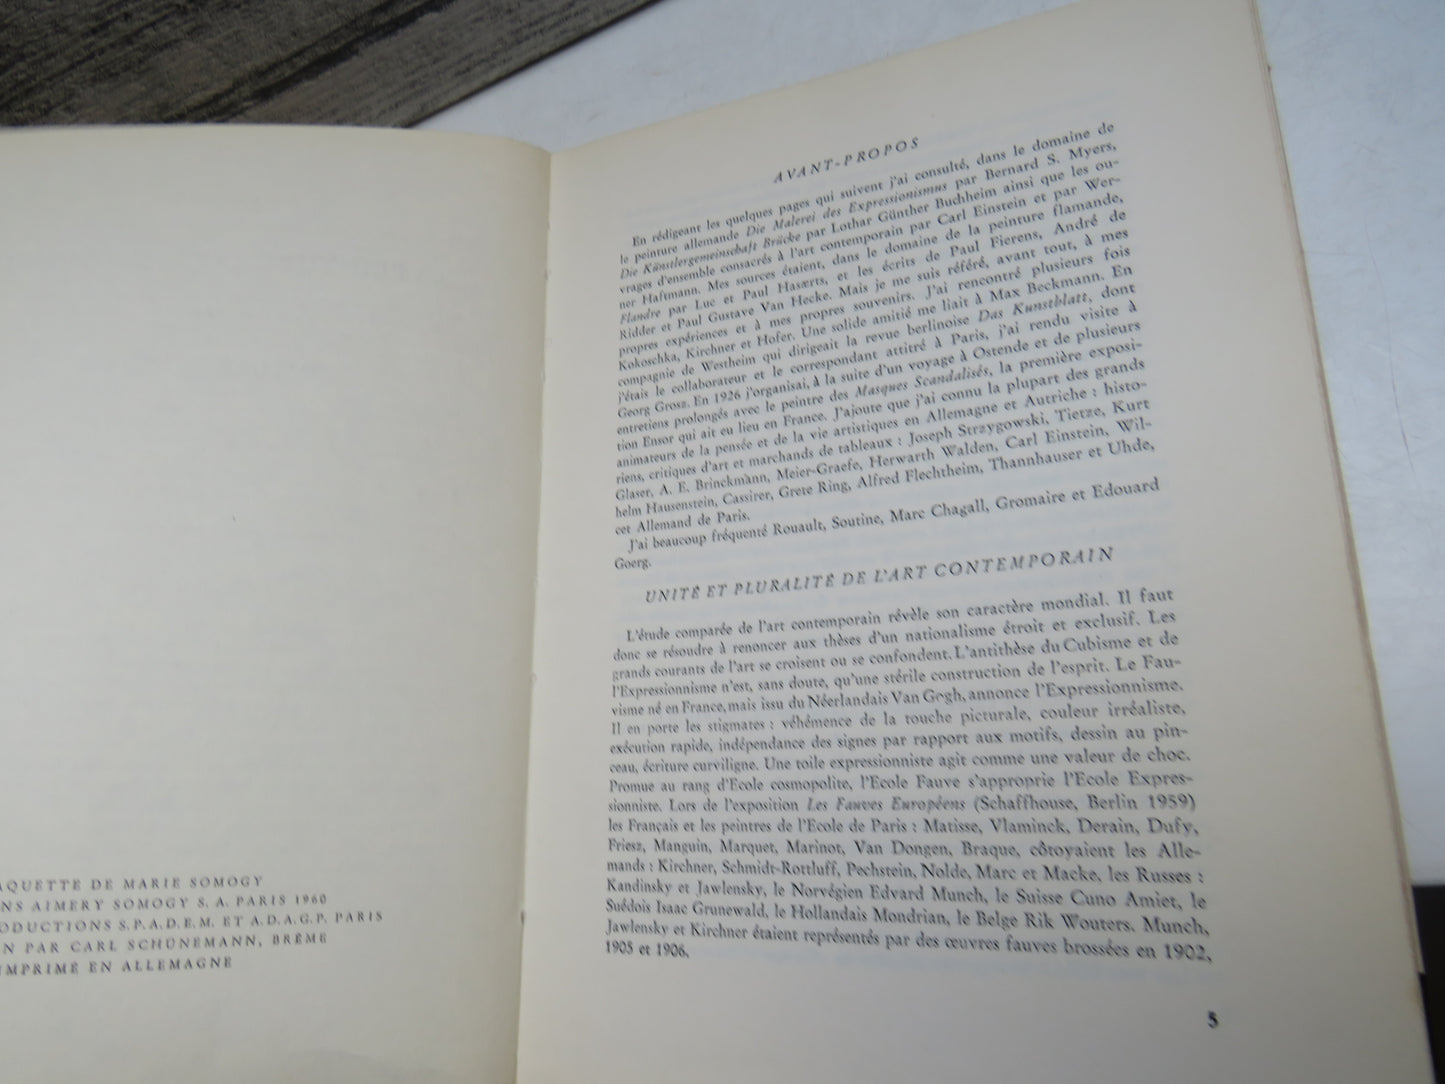 AQUETTE DE MARIE SOMOGY
NS AIMERY SOMOGY S. A. PARIS 1960
ODUCTIONS S.P.A.D.E.M. ET A.D.A.G.P. PARIS
N PAR CARL SCHÜNEMANN, BRÊME
IMPRIMÉ EN ALLEMAGNE
AVANT-PROPOS
En rédigeant les quelques pages qui suivent j'ai consulté, dans le domaine de
le peinture allemande Die Malerei des Expressionismus par Bernard S. Myers,
Die Künstlergemeinschaft Brücke par Lothar Günther Buchheim ainsi que les ou-
vrages d'ensemble consacrés à l'art contemporain par Carl Einstein et par Wer-
ner Haftmann. Mes sources étaient, dans le domaine de la peinture flamande,
Flandre par Luc et Paul Hasærts, et les écrits de Paul Fierens, André de
Ridder et Paul Gustave Van Hecke. Mais je me suis référé, avant tout, à mes
propres expériences et à mes propres souvenirs. J'ai rencontré plusieurs fois
Kokoschka, Kirchner et Hofer. Une solide amitié me liait à Max Beckmann. En
compagnie de Westheim qui dirigeait la revue berlinoise Das Kunstblatt, dont
j'étais le collaborateur et le correspondant attitré à Paris, j'ai rendu visite à
Georg Grosz. En 1926 j'organisai, à la suite d'un voyage à Ostende et de plusieurs
entretiens prolongés avec le peintre des Masques Scandalisés, la première exposi-
tion Ensor qui ait eu lieu en France. J'ajoute que j'ai connu la plupart des grands
animateurs de la pensée et de la vie artistiques en Allemagne et Autriche : histo-
riens, critiques d'art et marchands de tableaux : Joseph Strzygowski, Tietze, Kurt
Glaser, A. E. Brinckmann, Meier-Graefe, Herwarth Walden, Carl Einstein, Wil-
helm Hausenstein, Cassirer, Grete Ring, Alfred Flechtheim, Thannhauser et Uhde,
cet Allemand de Paris.
J'ai beaucoup fréquenté Rouault, Soutine, Marc Chagall, Gromaire et Edouard
Goerg.
UNITÉ ET PLURALITÉ DE L'ART CONTEMPORAIN
L'étude comparée de l'art contemporain révèle son caractère mondial. Il faut
donc se résoudre à renoncer aux thèses d'un nationalisme étroit et exclusif. Les
grands courants de l'art se croisent ou se confondent. L'antithèse du Cubisme et de
l'Expressionnisme n'est, sans doute, qu'une stérile construction de l'esprit. Le Fau-
visme né en France, mais issu du Néerlandais Van Gogh, annonce l'Expressionnisme.
Il en porte les stigmates : véhémence de la touche picturale, couleur irréaliste,
exécution rapide, indépendance des signes par rapport aux motifs, dessin au pin-
ceau, écriture curviligne. Une toile expressionniste agit comme une valeur de choc.
Promue au rang d'Ecole cosmopolite, l'Ecole Fauve s'approprie l'Ecole Expres-
sionniste. Lors de l'exposition Les Fauves Européens (Schaffhouse, Berlin 1959)
les Français et les peintres de l'Ecole de Paris : Matisse, Vlaminck, Derain, Dufy,
Friesz, Manguin, Marquet, Marinot, Van Dongen, Braque, côtoyaient les Alle-
mands : Kirchner, Schmidt-Rottluff, Pechstein, Nolde, Marc et Macke, les Russes :
Kandinsky et Jawlensky, le Norvégien Edvard Munch, le Suisse Cuno Amiet, le
Suédois Isaac Grunewald, le Hollandais Mondrian, le Belge Rik Wouters. Munch,
Jawlensky et Kirchner étaient représentés par des œuvres fauves brossées en 1902,
1905 et 1906.
5